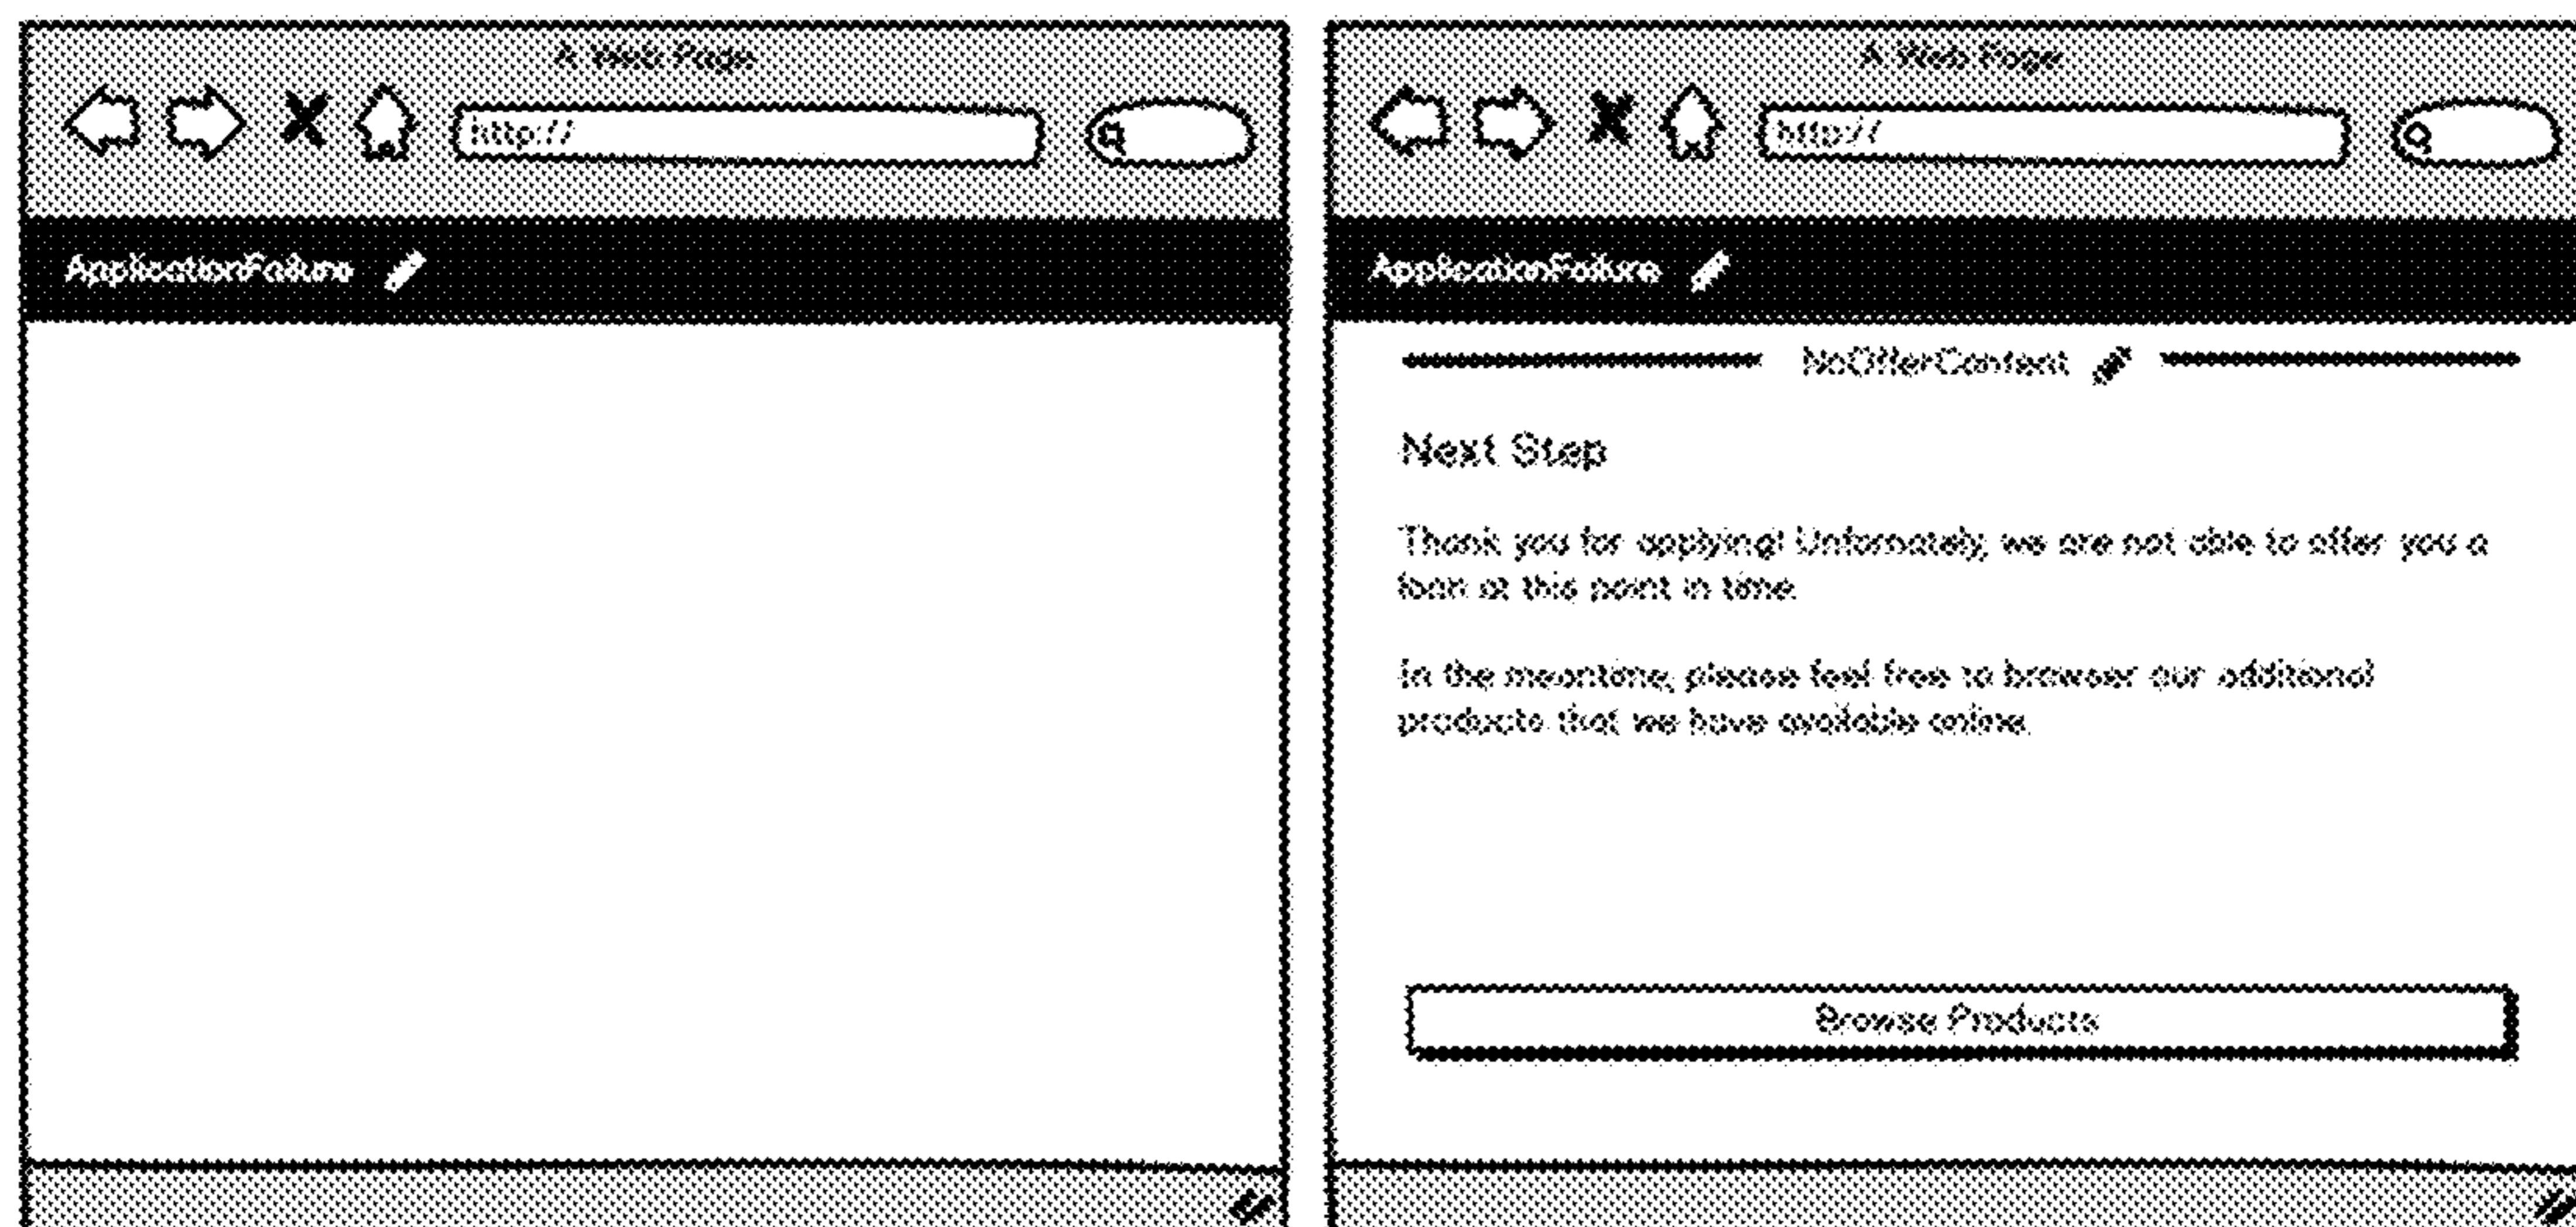 A Web Page
http://
ApplicationFailure
A Web Page
http://
ApplicationFailure
NoOfferContent
Next Step
Thank you for applying! Unfornately, we are not able to offer you a
loan at this point in time.
In the meantime, please feel free to browser our additional
products that we have available online.
Browse Products